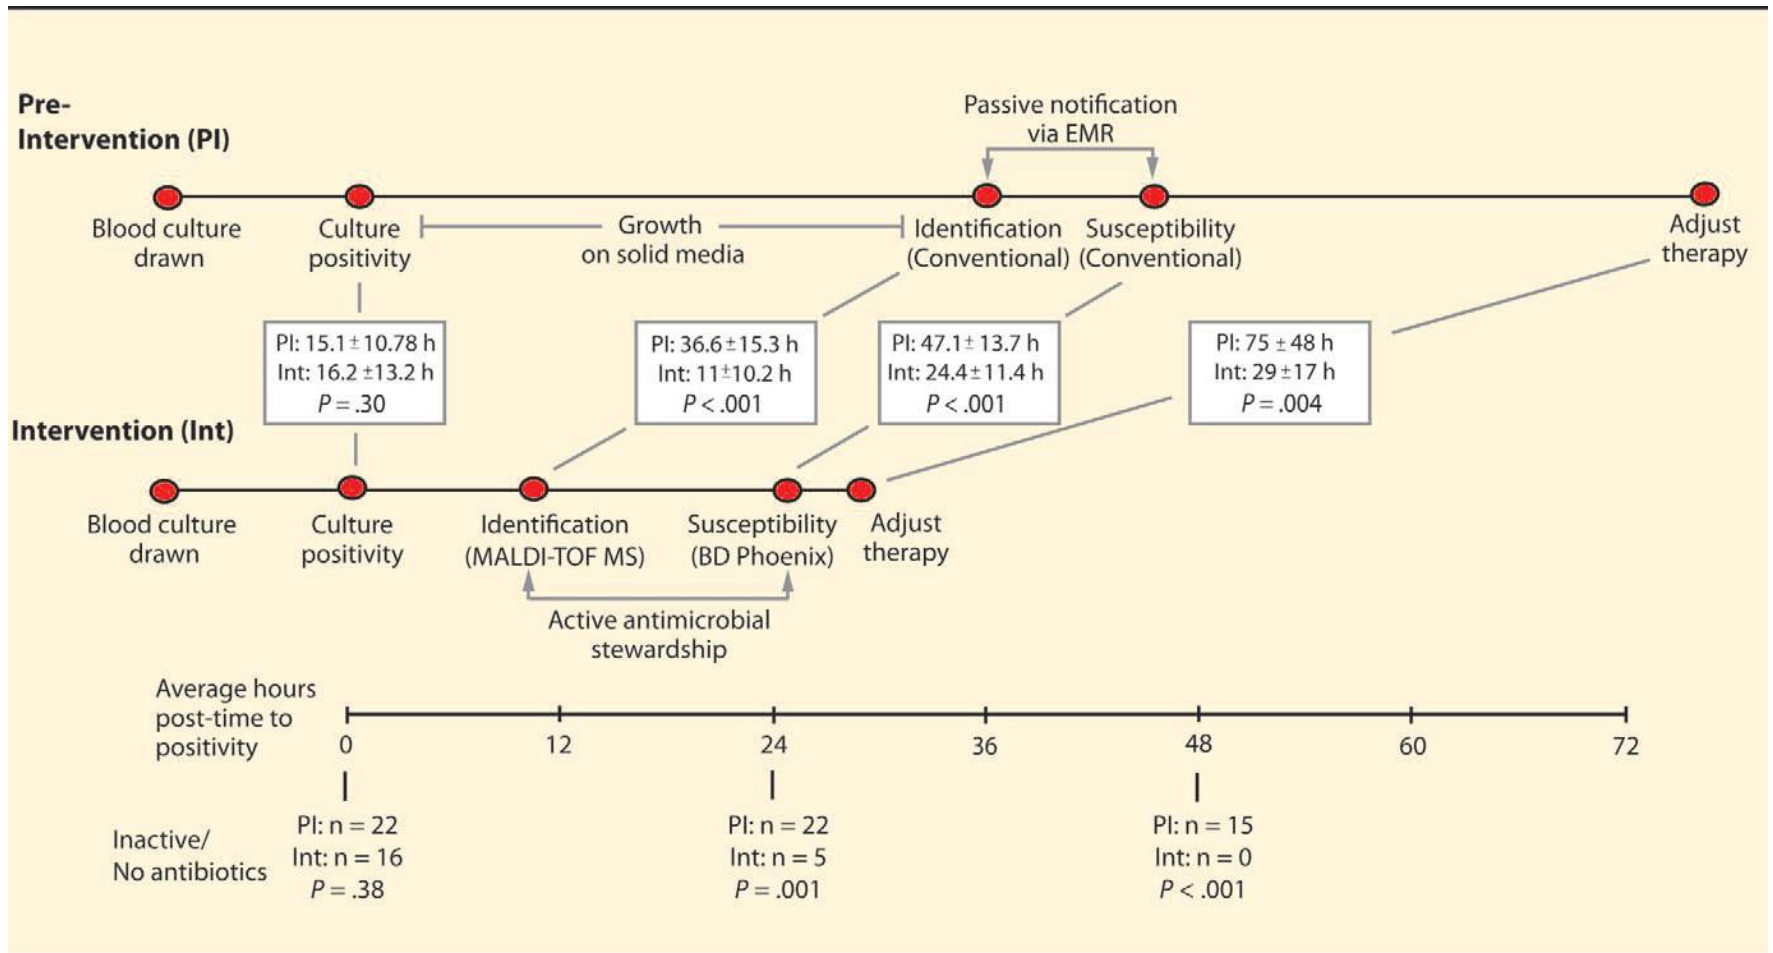 Pre-
Intervention (PI)
Passive notification
via EMR
Blood culture
drawn
Culture
positivity
Growth
on solid media
Identification
(Conventional)
Susceptibility
(Conventional)
Adjust
therapy
PI: 15.1±10.78 h
Int: 16.2 ±13.2 h
P = .30
PI: 36.6±15.3 h
Int: 11±10.2 h
P < .001
PI: 47.1± 13.7 h
Int: 24.4±11.4 h
P < .001
PI: 75 ±48 h
Int: 29±17 h
P = .004
Intervention (Int)
Blood culture
drawn
Culture
positivity
Identification
(MALDI-TOF MS)
Susceptibility
(BD Phoenix)
Adjust
therapy
Active antimicrobial
stewardship
Average hours
post-time to
positivity
0 12 24 36 48 60 72
Inactive/
No antibiotics
PI: n = 22
Int: n = 16
P = .38
PI: n = 22
Int: n = 5
P = .001
PI: n = 15
Int: n = 0
P < .001